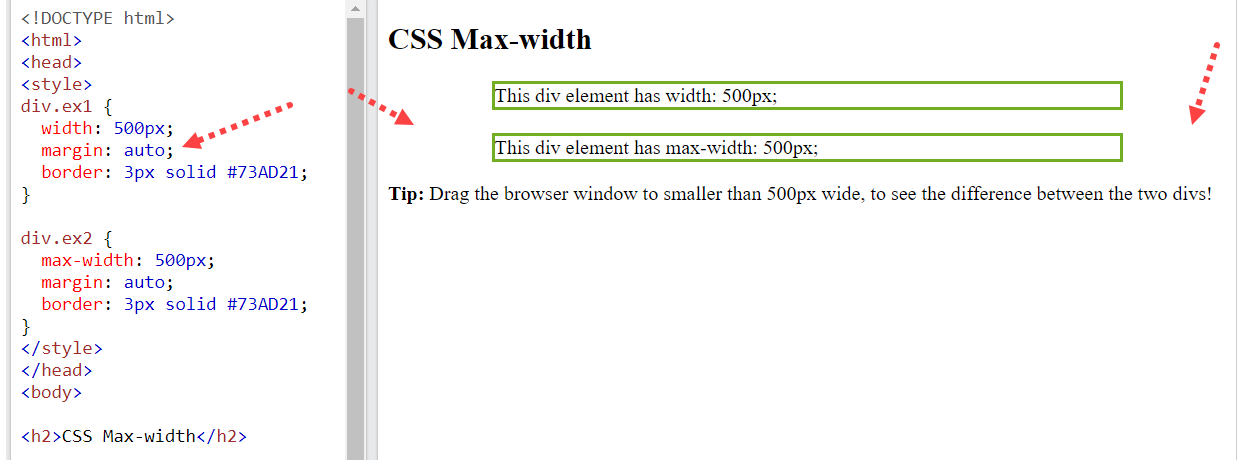 <!DOCTYPE html>
<html>
<head>
<style>
div.ex1 {
  width: 500px;
  margin: auto;
  border: 3px solid #73AD21;
}

div.ex2 {
  max-width: 500px;
  margin: auto;
  border: 3px solid #73AD21;
}
</style>
</head>
<body>

<h2>CSS Max-width</h2>
CSS Max-width
This div element has width: 500px;
This div element has max-width: 500px;
Tip: Drag the browser window to smaller than 500px wide, to see the difference between the two divs!